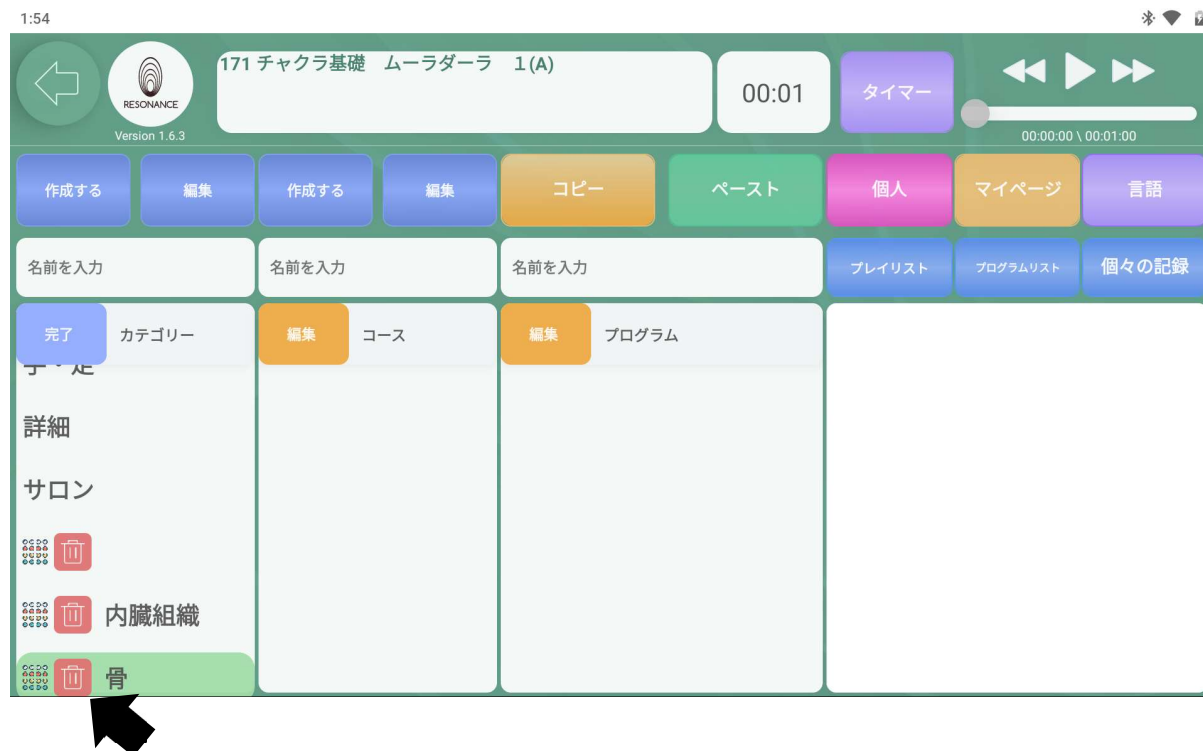 1:54
171 チャクラ基礎　ムーラダーラ　１(A)
RESONANCE
Version 1.6.3
00:01
タイマー
00:00:00 \ 00:01:00
作成する 編集 作成する 編集 コピー ペースト 個人 マイページ 言語
名前を入力 名前を入力 名前を入力 プレイリスト プログラムリスト 個々の記録
完了 カテゴリー 編集 コース 編集 プログラム
手・足
詳細
サロン
内臓組織
骨